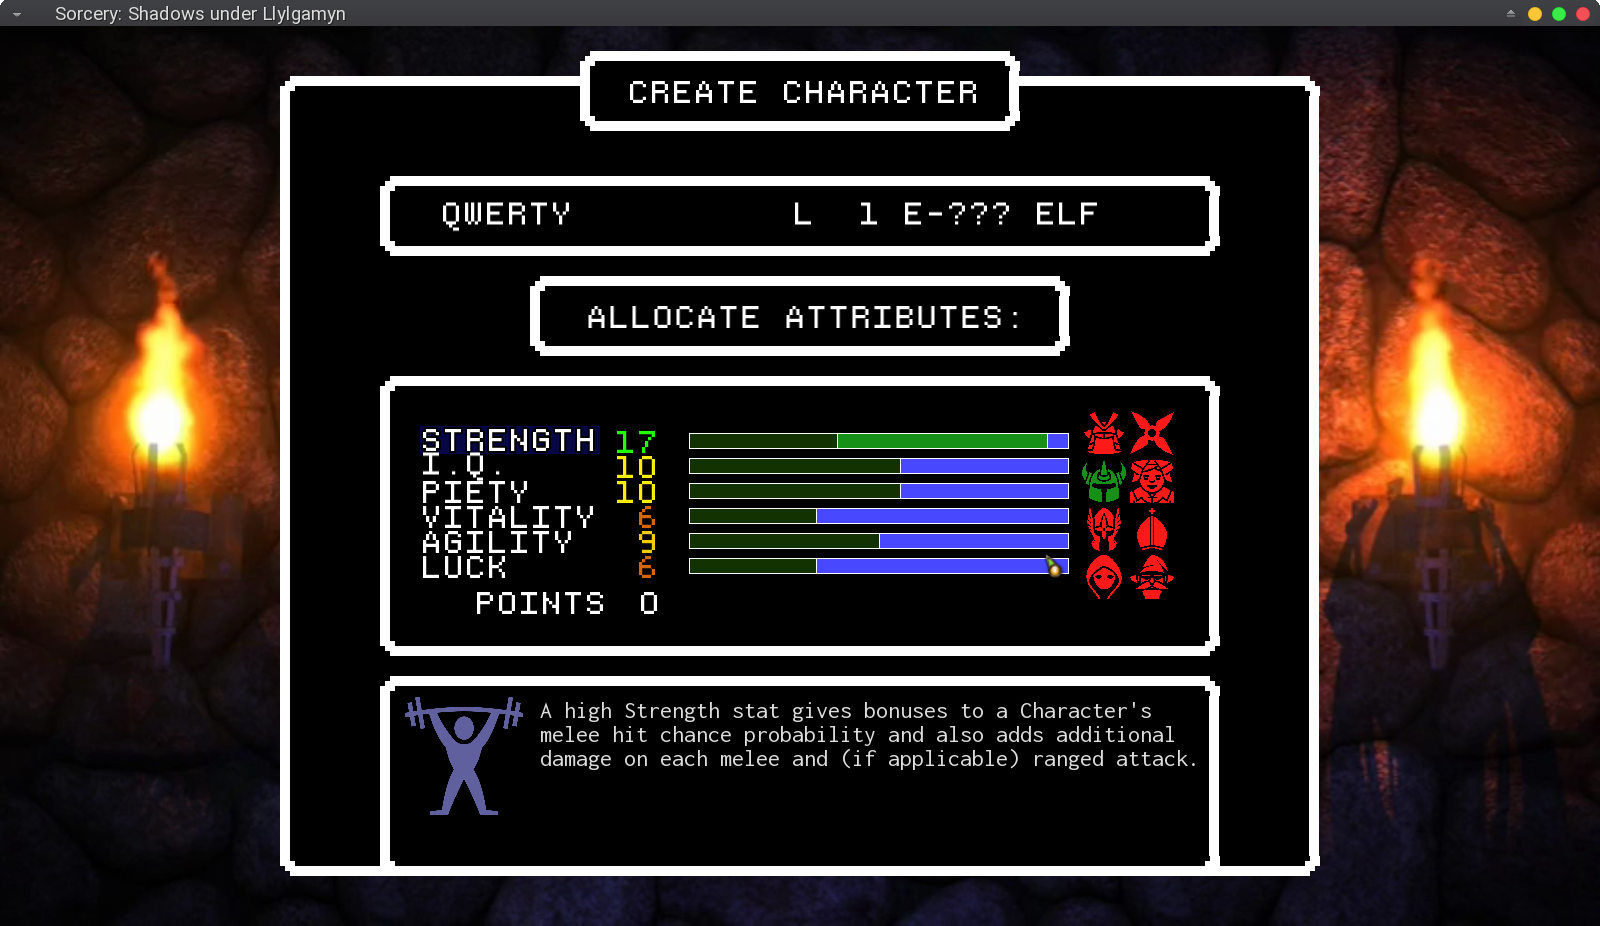 Sorcery: Shadows under Llylgamyn
CREATE CHARACTER
QWERTY L 1 E-??? ELF
ALLOCATE ATTRIBUTES:
STRENGTH 17
I.Q. 10
PIETY 10
VITALITY 6
AGILITY 9
LUCK 6
POINTS 0
A high Strength stat gives bonuses to a Character's
melee hit chance probability and also adds additional
damage on each melee and (if applicable) ranged attack.